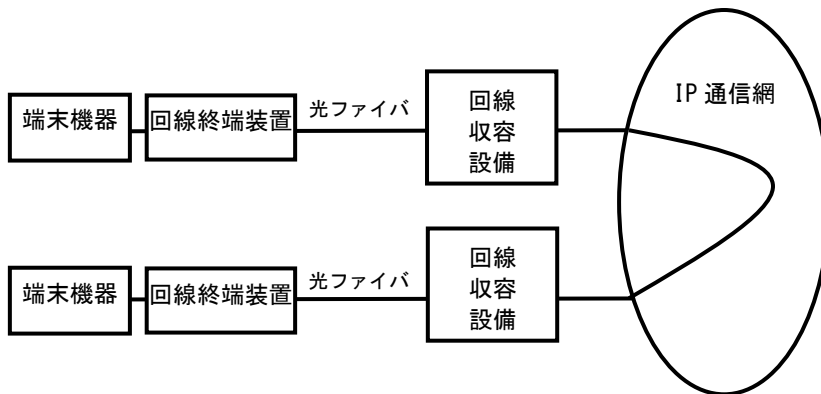 端末機器
回線終端装置
光ファイバ
回線
収容
設備
IP 通信網
端末機器
回線終端装置
光ファイバ
回線
収容
設備